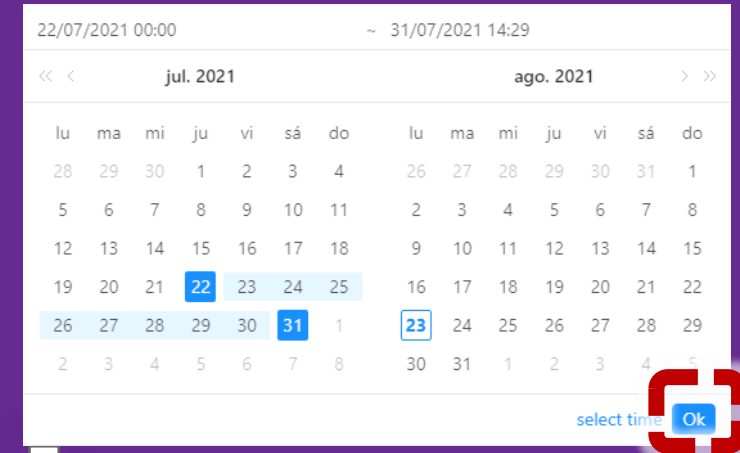 22/07/2021 00:00 ~ 31/07/2021 14:29
« < jul. 2021 ago. 2021 > »
lu ma mi ju vi sá do lu ma mi ju vi sá do
28 29 30 1 2 3 4 26 27 28 29 30 31 1
5 6 7 8 9 10 11 2 3 4 5 6 7 8
12 13 14 15 16 17 18 9 10 11 12 13 14 15
19 20 21 22 23 24 25 16 17 18 19 20 21 22
26 27 28 29 30 31 1 23 24 25 26 27 28 29
2 3 4 5 6 7 8 30 31 1 2 3 4 5
select time Ok